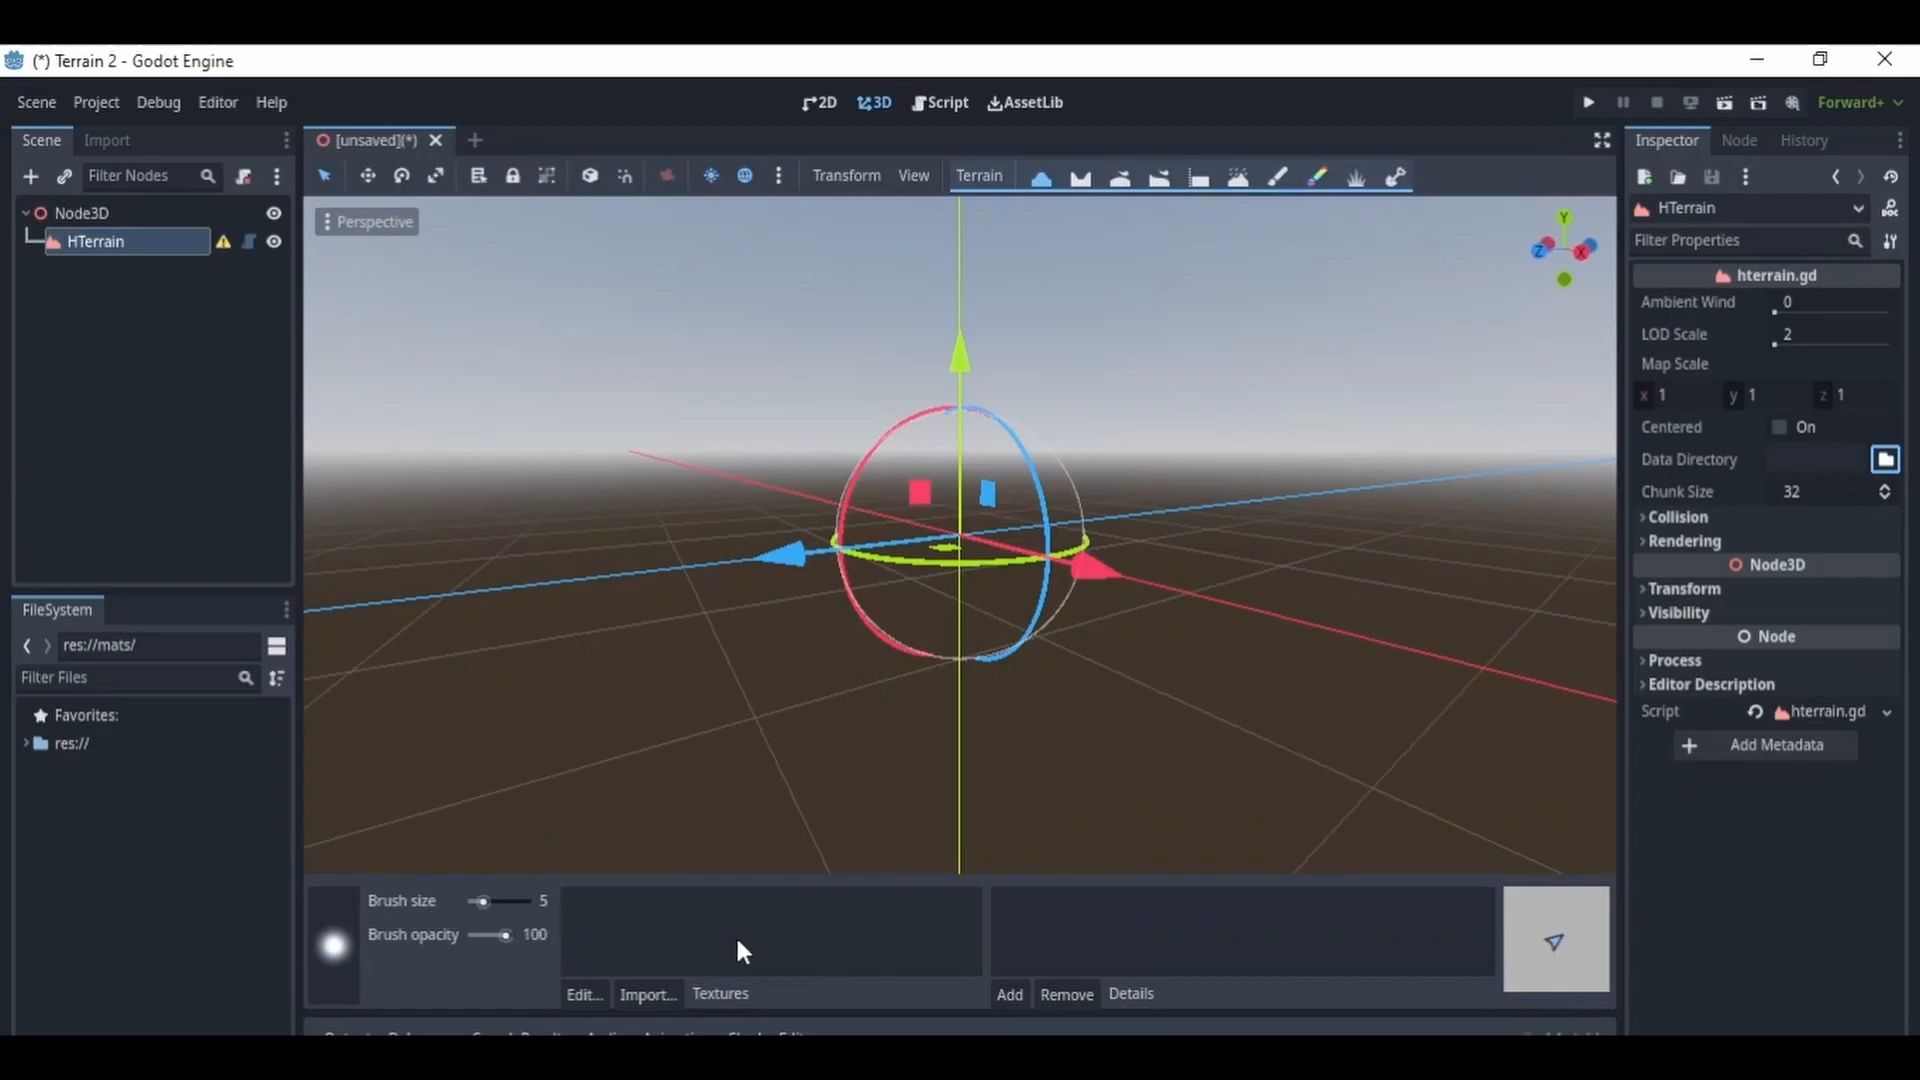 (*) Terrain 2 - Godot Engine
Scene Project Debug Editor Help
2D 3D Script AssetLib
Forward+
Scene Import
[unsaved](*)
Inspector Node History
Filter Nodes
Transform View Terrain
Node3D
HTerrain
Perspective
Y
Z X
HTerrain
Filter Properties
hterrain.gd
Ambient Wind 0
LOD Scale 2
Map Scale
x 1 y 1 z 1
Centered On
Data Directory
Chunk Size 32
Collision
Rendering
Node3D
Transform
Visibility
Node
Process
Editor Description
Script hterrain.gd
Add Metadata
FileSystem
res://mats/
Filter Files
Favorites:
res://
Brush size 5
Brush opacity 100
Edit... Import... Textures
Add Remove Details